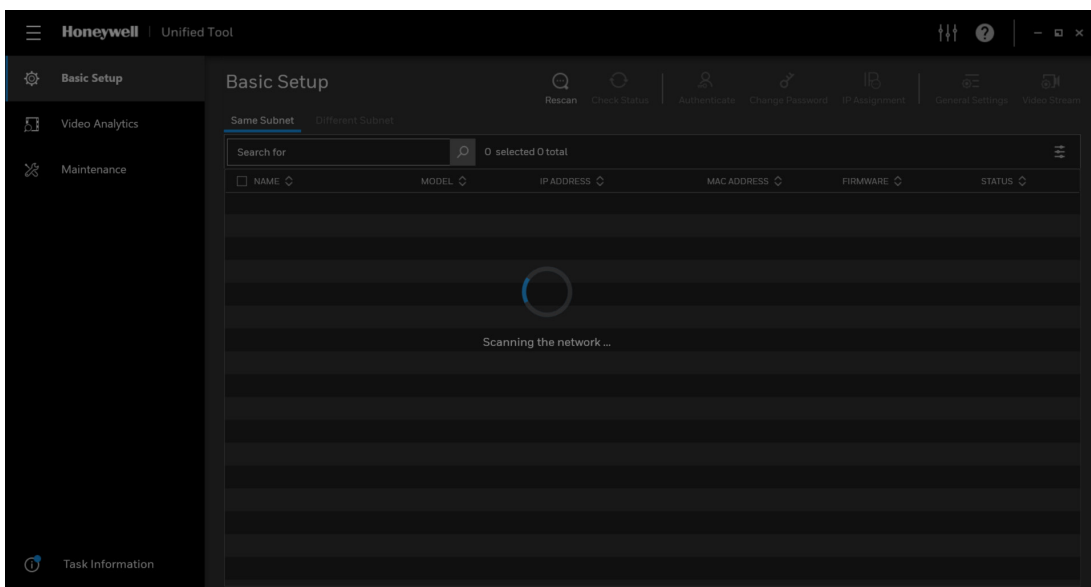 Honeywell | Unified Tool
Basic Setup
Video Analytics
Maintenance
Task Information
Basic Setup
Rescan
Check Status
Authenticate
Change Password
IP Assignment
General Settings
Video Stream
Same Subnet
Different Subnet
Search for
0 selected 0 total
NAME
MODEL
IP ADDRESS
MAC ADDRESS
FIRMWARE
STATUS
Scanning the network ...